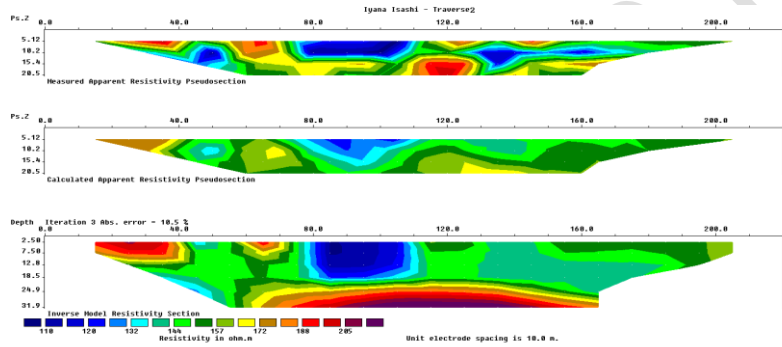 Iyana Isashi - Traverse2
Ps.Z
0.0 40.0 80.0 120.0 160.0 200.0
5.12
10.2
15.4
20.5
Measured Apparent Resistivity Pseudosection
Ps.Z
0.0 40.0 80.0 120.0 160.0 200.0
5.12
10.2
15.4
20.5
Calculated Apparent Resistivity Pseudosection
Depth Iteration 3 Abs. error = 10.5 %
0.0 40.0 80.0 120.0 160.0 200.0
2.50
7.50
12.8
18.5
24.9
31.9
Inverse Model Resistivity Section
110 120 132 144 157 172 188 205
Resistivity in ohm.m Unit electrode spacing is 10.0 m.